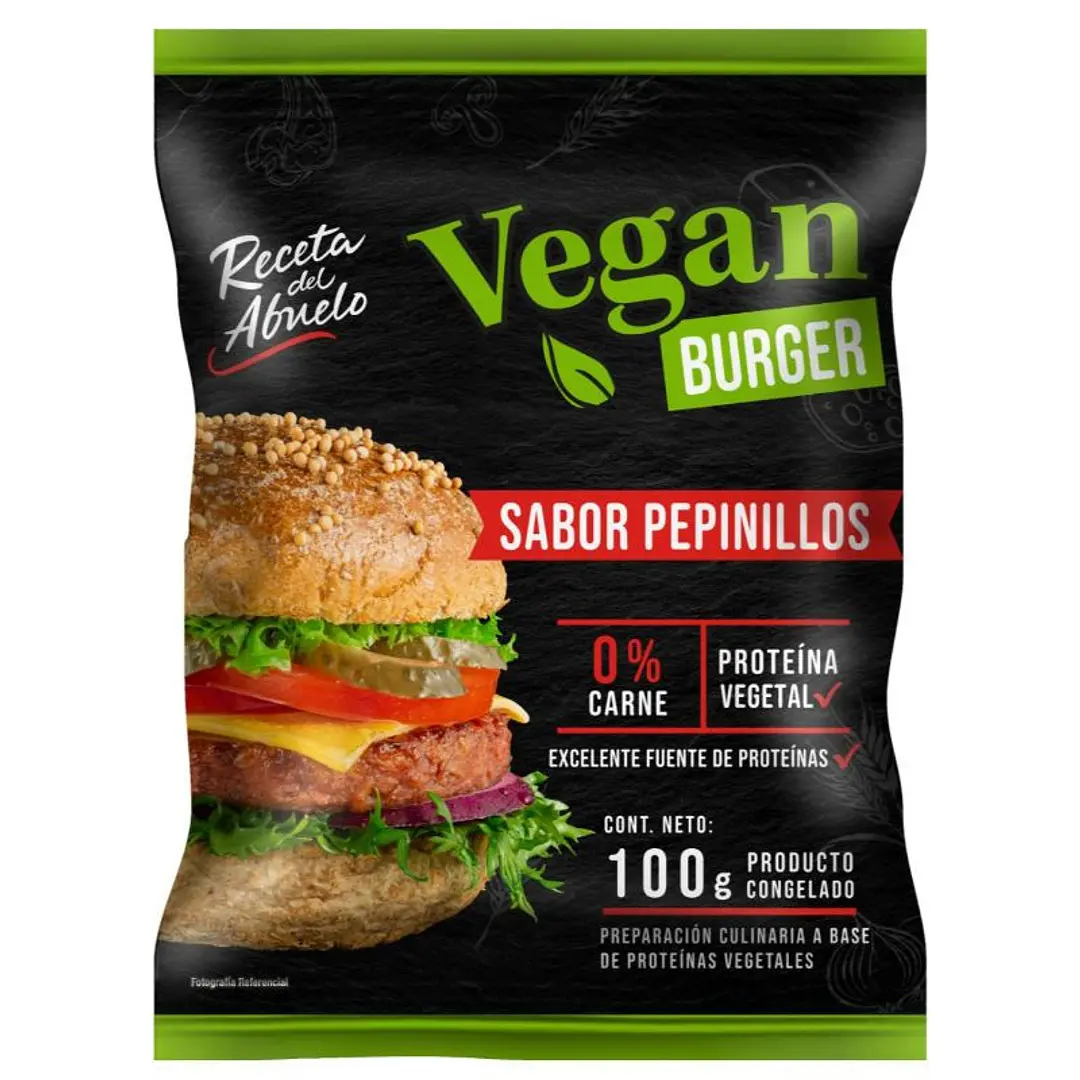 Receta
del
Abuelo
Vegan
BURGER
SABOR PEPINILLOS
0%
CARNE
PROTEÍNA
VEGETAL
EXCELENTE FUENTE DE PROTEÍNAS
CONT. NETO:
100g
PRODUCTO
CONGELADO
PREPARACIÓN CULINARIA A BASE
DE PROTEÍNAS VEGETALES
Fotografía Referencial